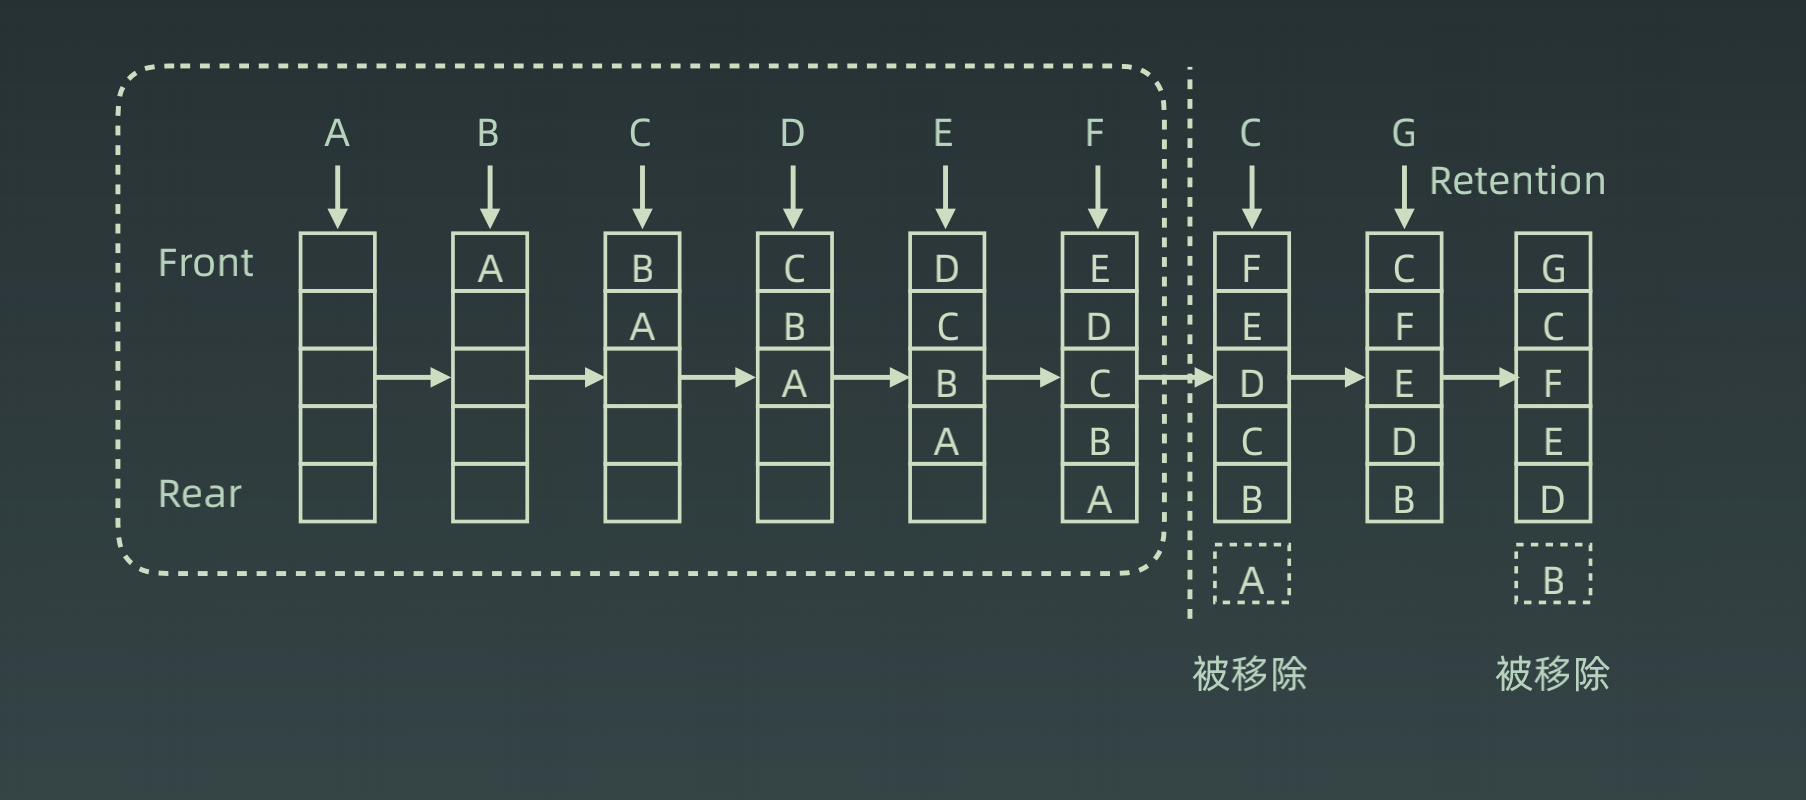 A B C D E F C G
Retention
Front A B C D E F C G
A B C D E F C
A B C D E F
A B C D E
Rear A B B D
A B
被移除 被移除